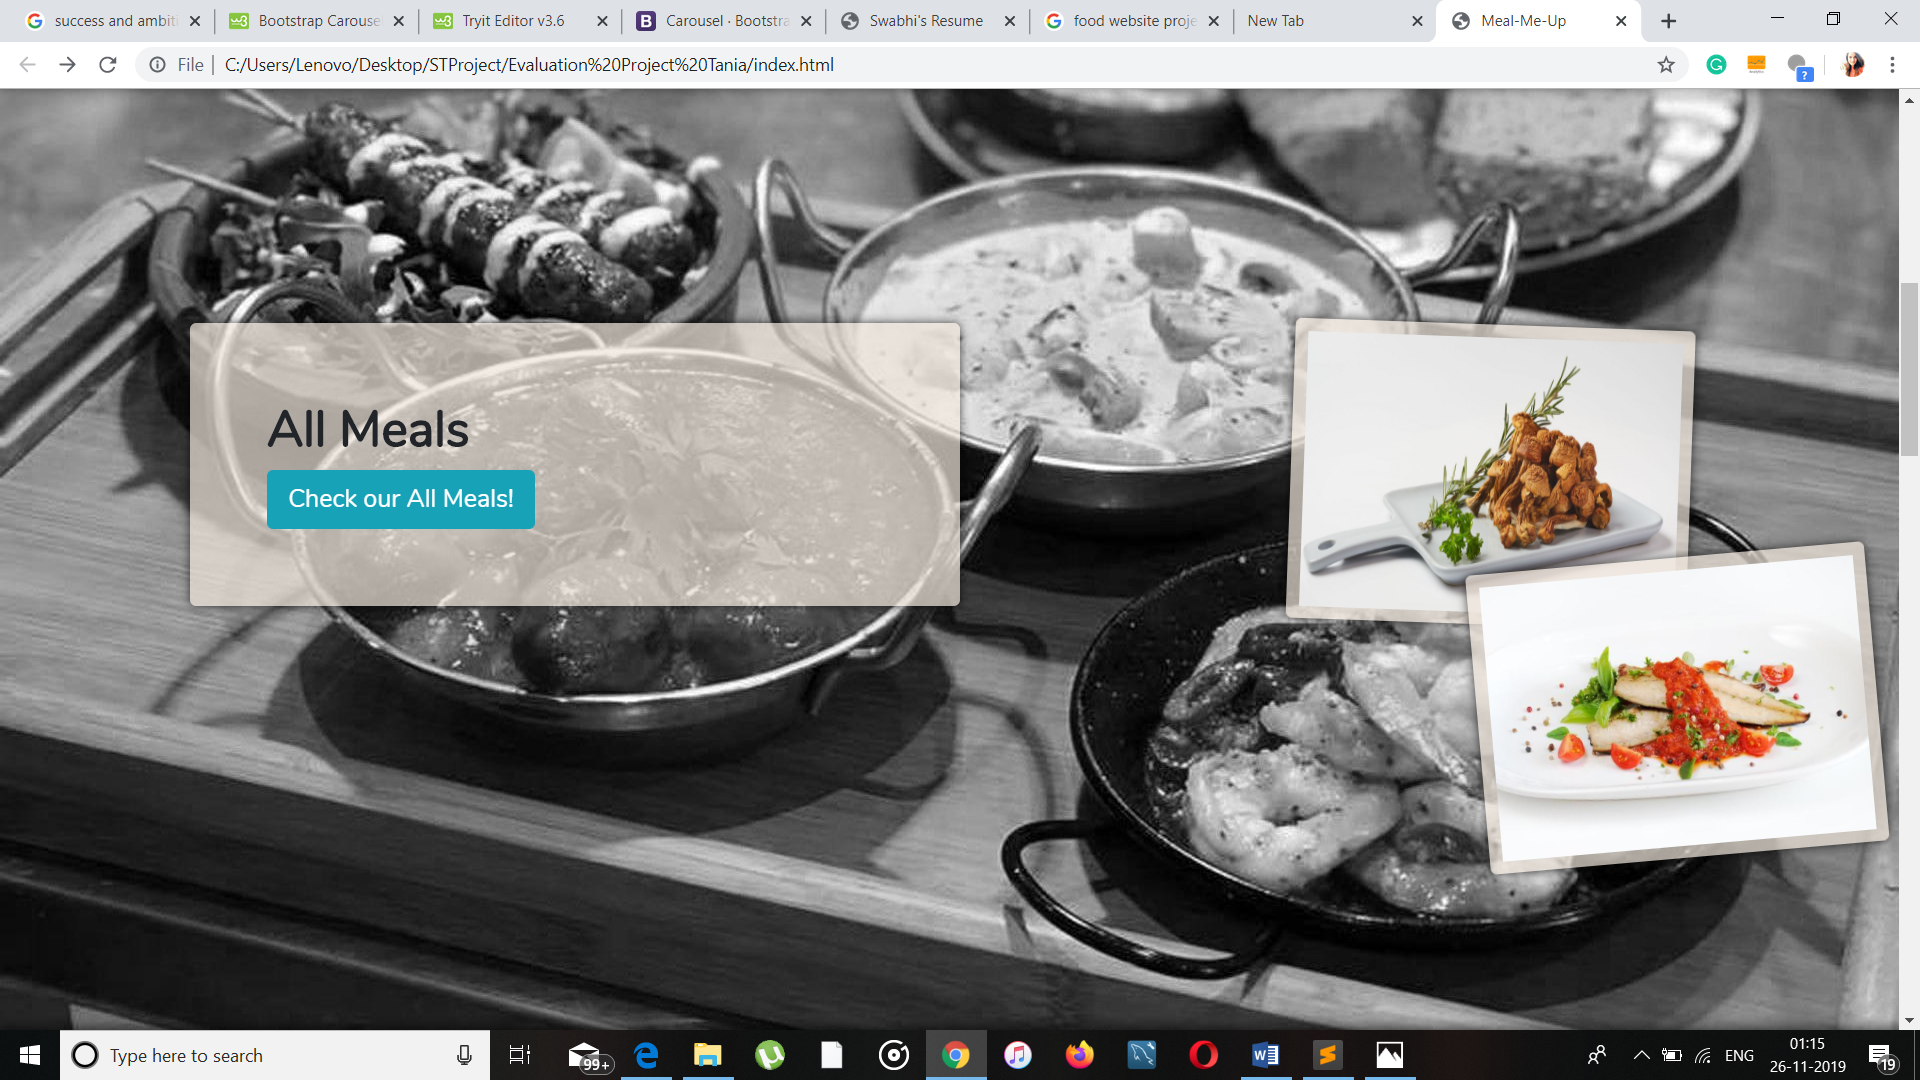 success and ambiti
Bootstrap Carouse
Tryit Editor v3.6
Carousel · Bootstra
Swabhi's Resume
food website proje
New Tab
Meal-Me-Up
File
C:/Users/Lenovo/Desktop/STProject/Evaluation%20Project%20Tania/index.html
All Meals
Check our All Meals!
Type here to search
99+
ENG
01:15
26-11-2019
19